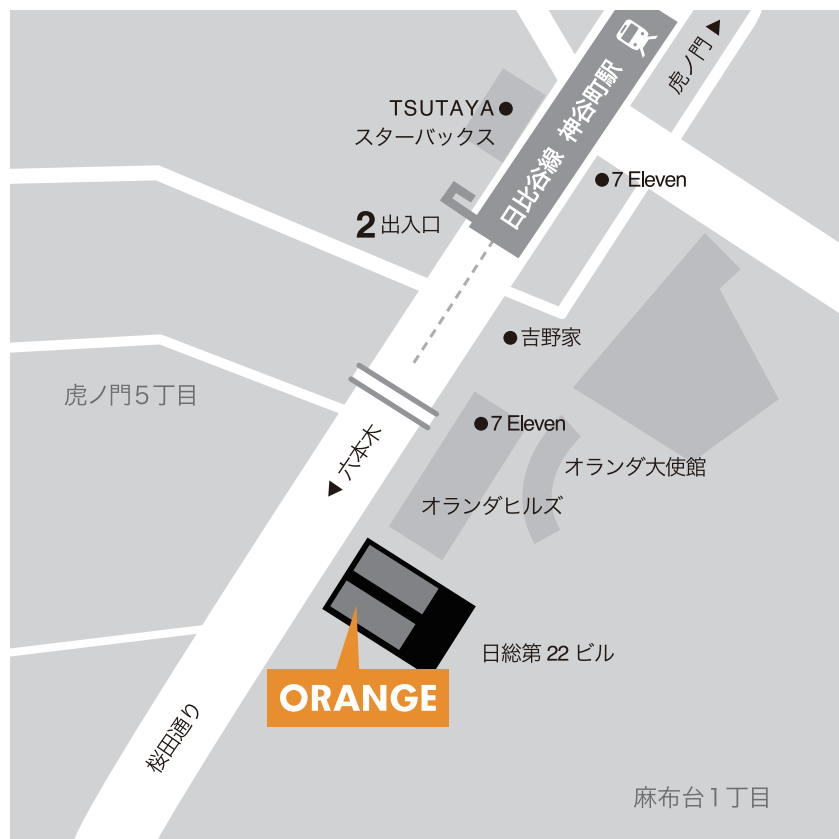 虎ノ門▲
日比谷線 神谷町駅
TSUTAYA
スターバックス
7 Eleven
2 出入口
吉野家
虎ノ門5丁目
7 Eleven
▲六本木
オランダ大使館
オランダヒルズ
日総第 22 ビル
ORANGE
桜田通り
麻布台1丁目